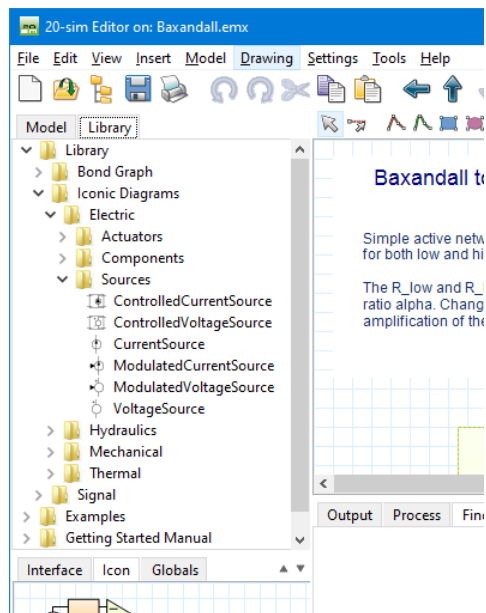 20-sim Editor on: Baxandall.emx
File Edit View Insert Model Drawing Settings Tools Help
Model Library
Library
Bond Graph
Iconic Diagrams
Electric
Actuators
Components
Sources
ControlledCurrentSource
ControlledVoltageSource
CurrentSource
ModulatedCurrentSource
ModulatedVoltageSource
VoltageSource
Hydraulics
Mechanical
Thermal
Signal
Examples
Getting Started Manual
Interface Icon Globals
Baxandall to
Simple active netw
for both low and hi
The R_low and R_
ratio alpha. Chang
amplification of the
Output Process Find